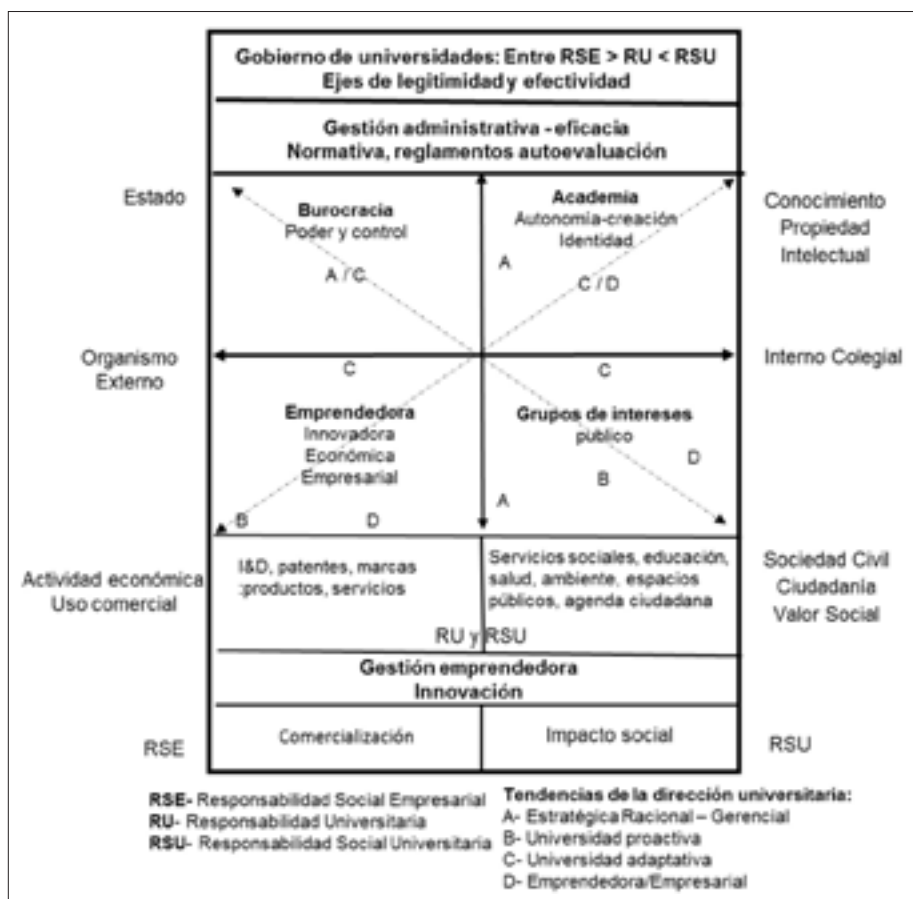 Gobierno de universidades: Entre RSE > RU < RSU
Ejes de legitimidad y efectividad
Gestión administrativa - eficacia
Normativa, reglamentos autoevaluación
Estado
Burocracia
Poder y control
A / C
A
Academia
Autonomia-creación
Identidad
C / D
Conocimiento
Propiedad
Intelectual
Organismo
Externo
C
C
Interno Colegial
Emprendedora
Innovadora
Económica
Empresarial
B
D
A
Grupos de intereses
público
B
D
Actividad económica
Uso comercial
I&D, patentes, marcas
:productos, servicios
Servicios sociales, educación,
salud, ambiente, espacios
públicos, agenda ciudadana
Sociedad Civil
Ciudadanía
Valor Social
RU y RSU
Gestión emprendedora
Innovación
RSE
Comercialización
Impacto social
RSU
RSE- Responsabilidad Social Empresarial
RU- Responsabilidad Universitaria
RSU- Responsabilidad Social Universitaria
Tendencias de la dirección universitaria:
A- Estratégica Racional – Gerencial
B- Universidad proactiva
C- Universidad adaptativa
D- Emprendedora/Empresarial